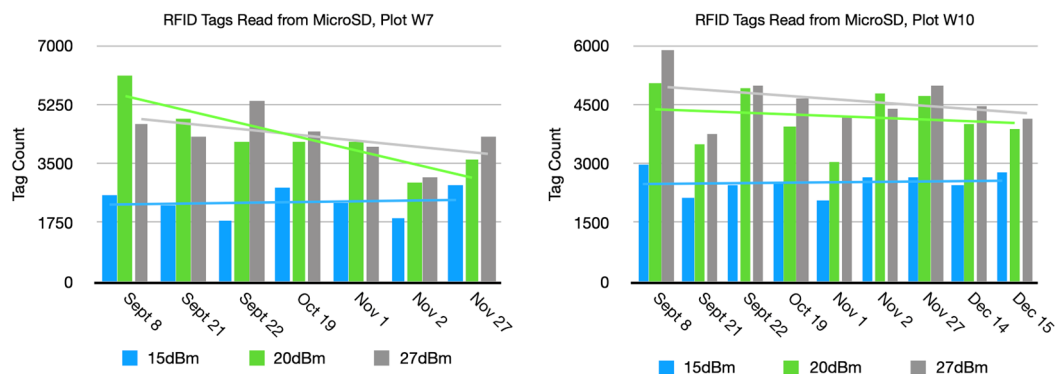 RFID Tags Read from MicroSD, Plot W7
7000
5250
3500
1750
0
Tag Count
Sept 8
Sept 21
Sept 22
Oct 19
Nov 1
Nov 2
Nov 27
15dBm 20dBm 27dBm
RFID Tags Read from MicroSD, Plot W10
6000
4500
3000
1500
0
Tag Count
Sept 8
Sept 21
Sept 22
Oct 19
Nov 1
Nov 2
Nov 27
Dec 14
Dec 15
15dBm 20dBm 27dBm